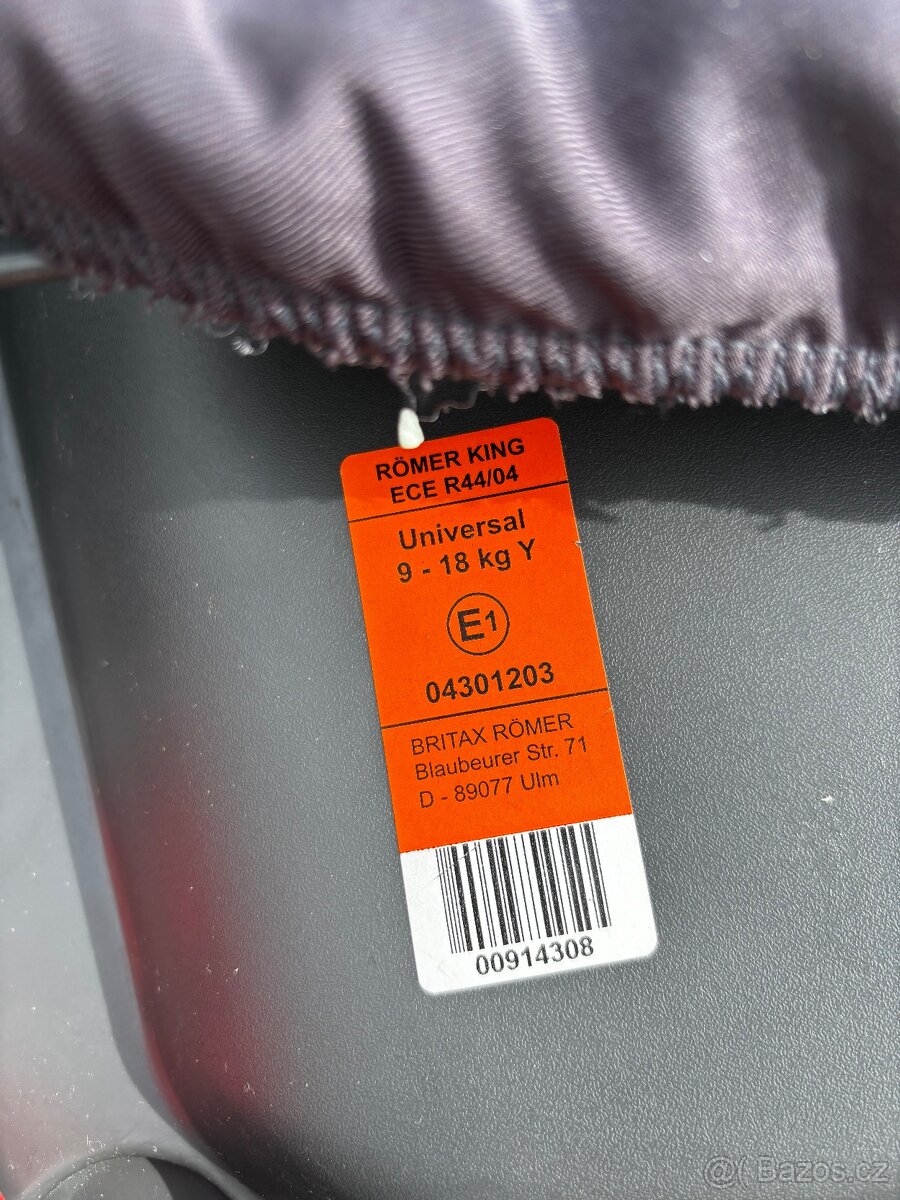 RÖMER KING
ECE R44/04
Universal
9 - 18 kg Y
E1
04301203
BRITAX RÖMER
Blaubeurer Str. 71
D - 89077 Ulm
00914308
Bazos.cz